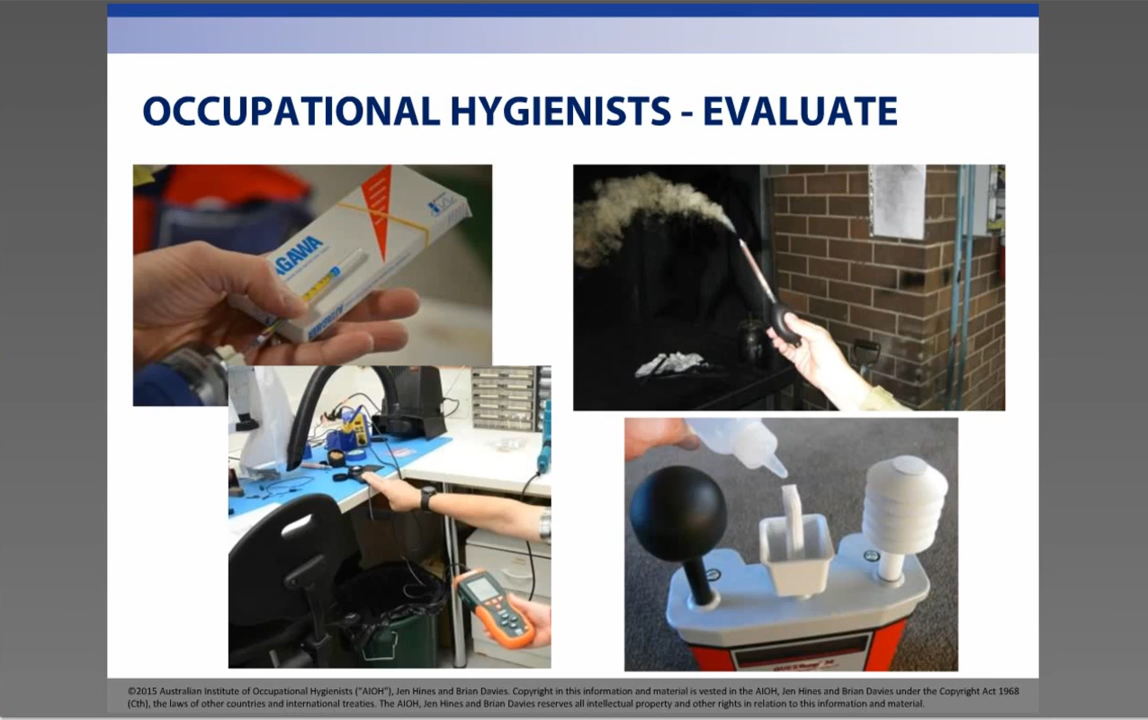 OCCUPATIONAL HYGIENISTS - EVALUATE
AGAWA
©2015 Australian Institute of Occupational Hygienists ("AIOH"), Jen Hines and Brian Davies. Copyright in this information and material is vested in the AIOH, Jen Hines and Brian Davies under the Copyright Act 1968
(Cth), the laws of other countries and international treaties. The AIOH, Jen Hines and Brian Davies reserves all intellectual property and other rights in relation to this information and material.